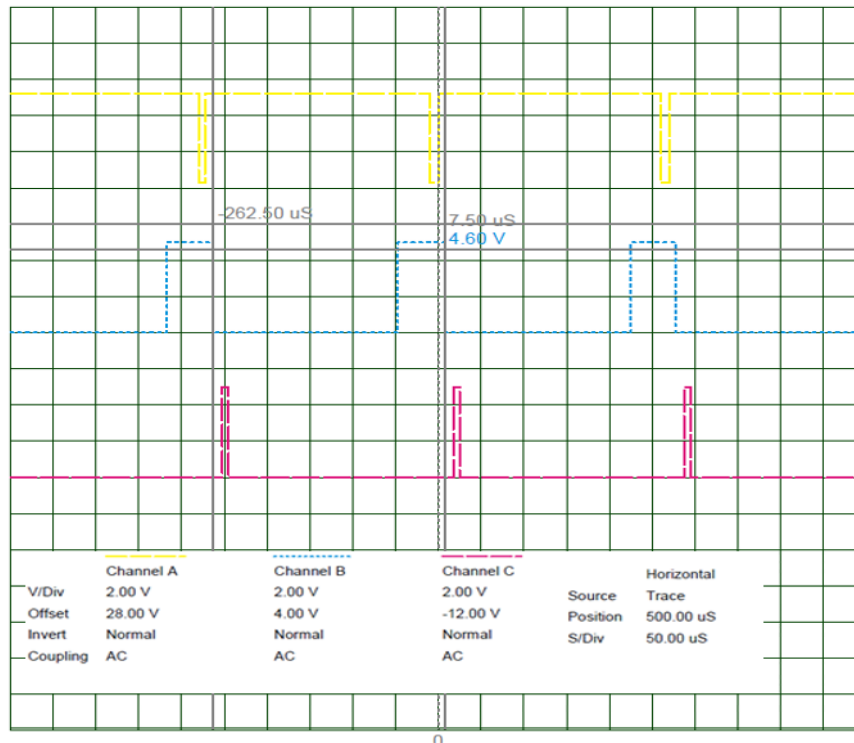 -262.50 uS
7.50 uS
4.60 V
Channel A Channel B Channel C Horizontal
V/Div 2.00 V 2.00 V 2.00 V Source Trace
Offset 28.00 V 4.00 V -12.00 V Position 500.00 uS
Invert Normal Normal Normal S/Div 50.00 uS
Coupling AC AC AC
0